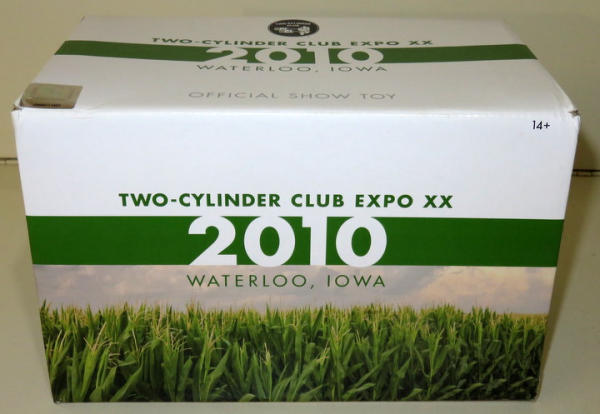 TWO-CYLINDER CLUB EXPO XX
2010
WATERLOO, IOWA
OFFICIAL SHOW TOY
14+
TWO-CYLINDER CLUB EXPO XX
2010
WATERLOO, IOWA